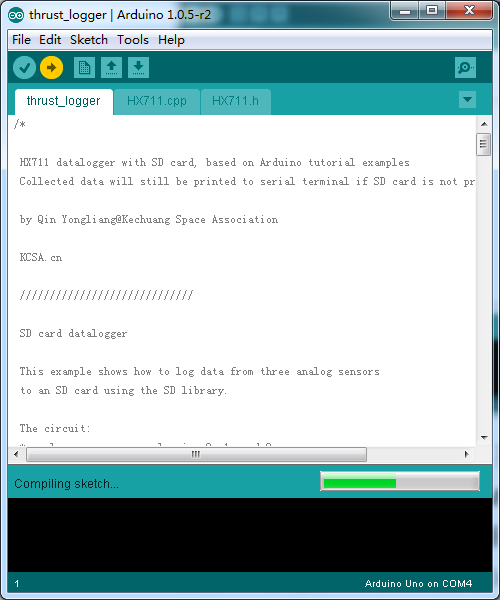 thrust_logger | Arduino 1.0.5-r2
File Edit Sketch Tools Help
thrust_logger HX711.cpp HX711.h
/*
HX711 datalogger with SD card, based on Arduino tutorial examples
Collected data will still be printed to serial terminal if SD card is not pr
by Qin Yongliang@Kechuang Space Association
KCSA.cn
/////////////////////////////
SD card datalogger
This example shows how to log data from three analog sensors
to an SD card using the SD library.
The circuit:
Compiling sketch...
1 Arduino Uno on COM4